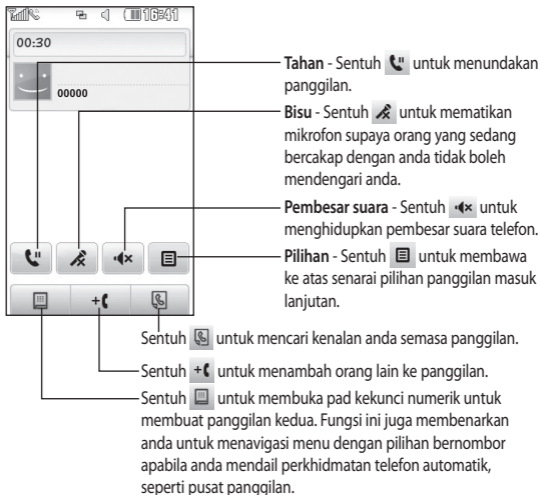 16:41
00:30
00000
Tahan - Sentuh untuk menundakan
panggilan.
Bisu - Sentuh untuk mematikan
mikrofon supaya orang yang sedang
bercakap dengan anda tidak boleh
mendengari anda.
Pembesar suara - Sentuh untuk
menghidupkan pembesar suara telefon.
Pilihan - Sentuh untuk membawa
ke atas senarai pilihan panggilan masuk
lanjutan.
Sentuh untuk mencari kenalan anda semasa panggilan.
Sentuh untuk menambah orang lain ke panggilan.
Sentuh untuk membuka pad kekunci numerik untuk
membuat panggilan kedua. Fungsi ini juga membenarkan
anda untuk menavigasi menu dengan pilihan bernombor
apabila anda mendail perkhidmatan telefon automatik,
seperti pusat panggilan.